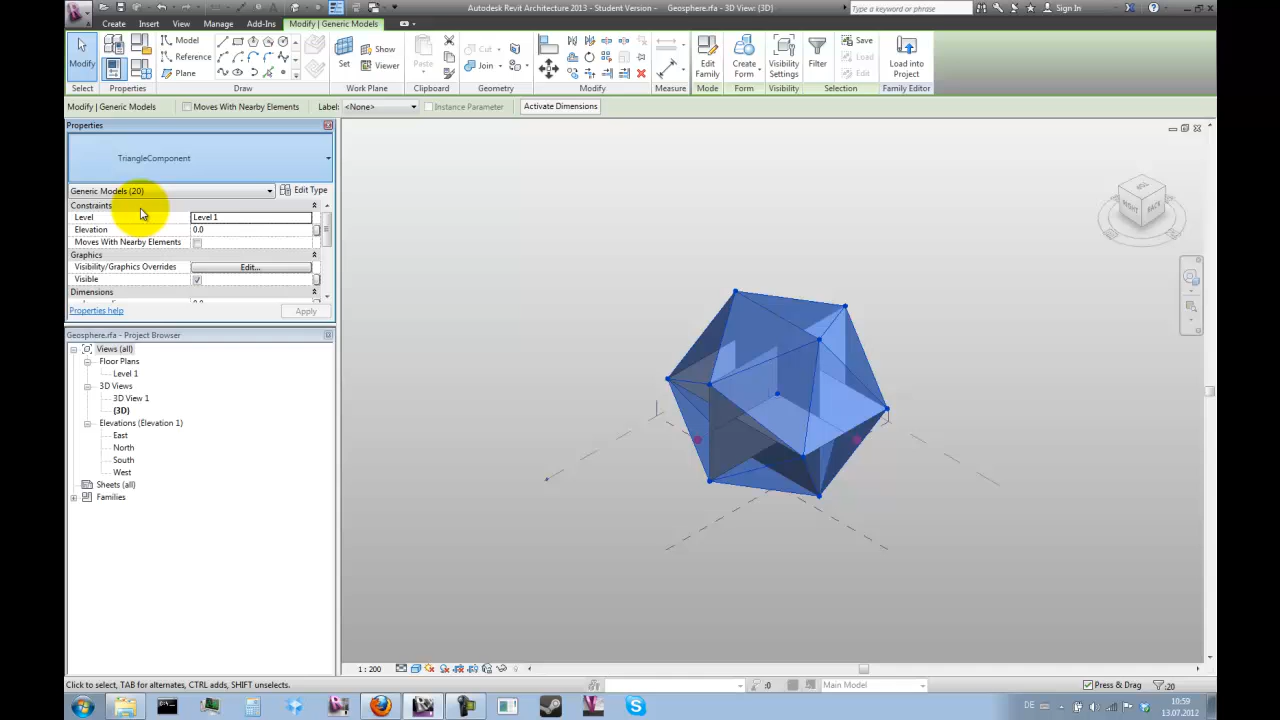 Autodesk Revit Architecture 2013 - Student Version - Geosphere.rfa - 3D View: {3D}
Type a keyword or phrase
Sign In
Create Insert View Manage Add-Ins Modify | Generic Models
Modify
Model
Reference
Plane
Set
Show
Viewer
Paste
Cut
Join
Edit Family
Create Form
Visibility Settings
Filter
Save
Load
Edit
Load into Project
Select Properties Draw Work Plane Clipboard Geometry Modify Measure Mode Form Visibility Selection Family Editor
Modify | Generic Models Moves With Nearby Elements Label: <None> Instance Parameter Activate Dimensions
Properties
TriangleComponent
Generic Models (20) Edit Type
Constraints
Level Level 1
Elevation 0.0
Moves With Nearby Elements
Graphics
Visibility/Graphics Overrides Edit...
Visible
Dimensions
Properties help Apply
Geosphere.rfa - Project Browser
Views (all)
Floor Plans
Level 1
3D Views
3D View 1
{3D}
Elevations (Elevation 1)
East
North
South
West
Sheets (all)
Families
RIGHT BACK
1 : 200
Click to select, TAB for alternates, CTRL adds, SHIFT unselects.
:0
Main Model
Press & Drag
:20
DE
10:59
13.07.2012